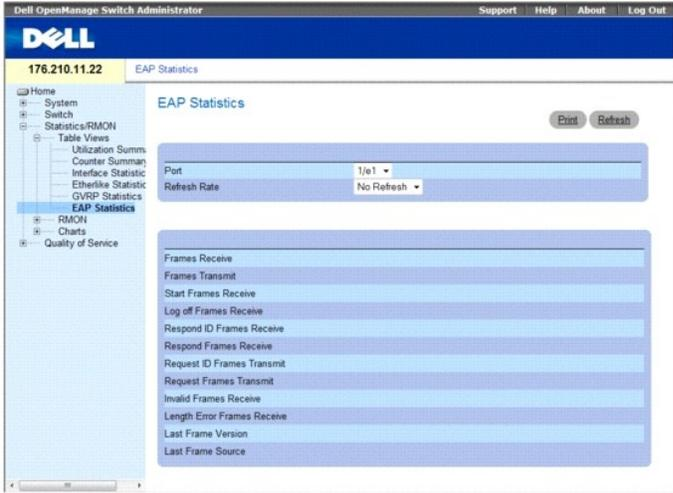 Dell OpenManage Switch Administrator
Support Help About Log Out
DELL
176.210.11.22
EAP Statistics
Home
System
Switch
Statistics/RMON
Table Views
Utilization Summ
Counter Summary
Interface Statistic
Etherlike Statistic
GVRP Statistics
EAP Statistics
RMON
Charts
Quality of Service
EAP Statistics
Print Refresh
Port 1/e1
Refresh Rate No Refresh
Frames Receive
Frames Transmit
Start Frames Receive
Log off Frames Receive
Respond ID Frames Receive
Respond Frames Receive
Request ID Frames Transmit
Request Frames Transmit
Invalid Frames Receive
Length Error Frames Receive
Last Frame Version
Last Frame Source